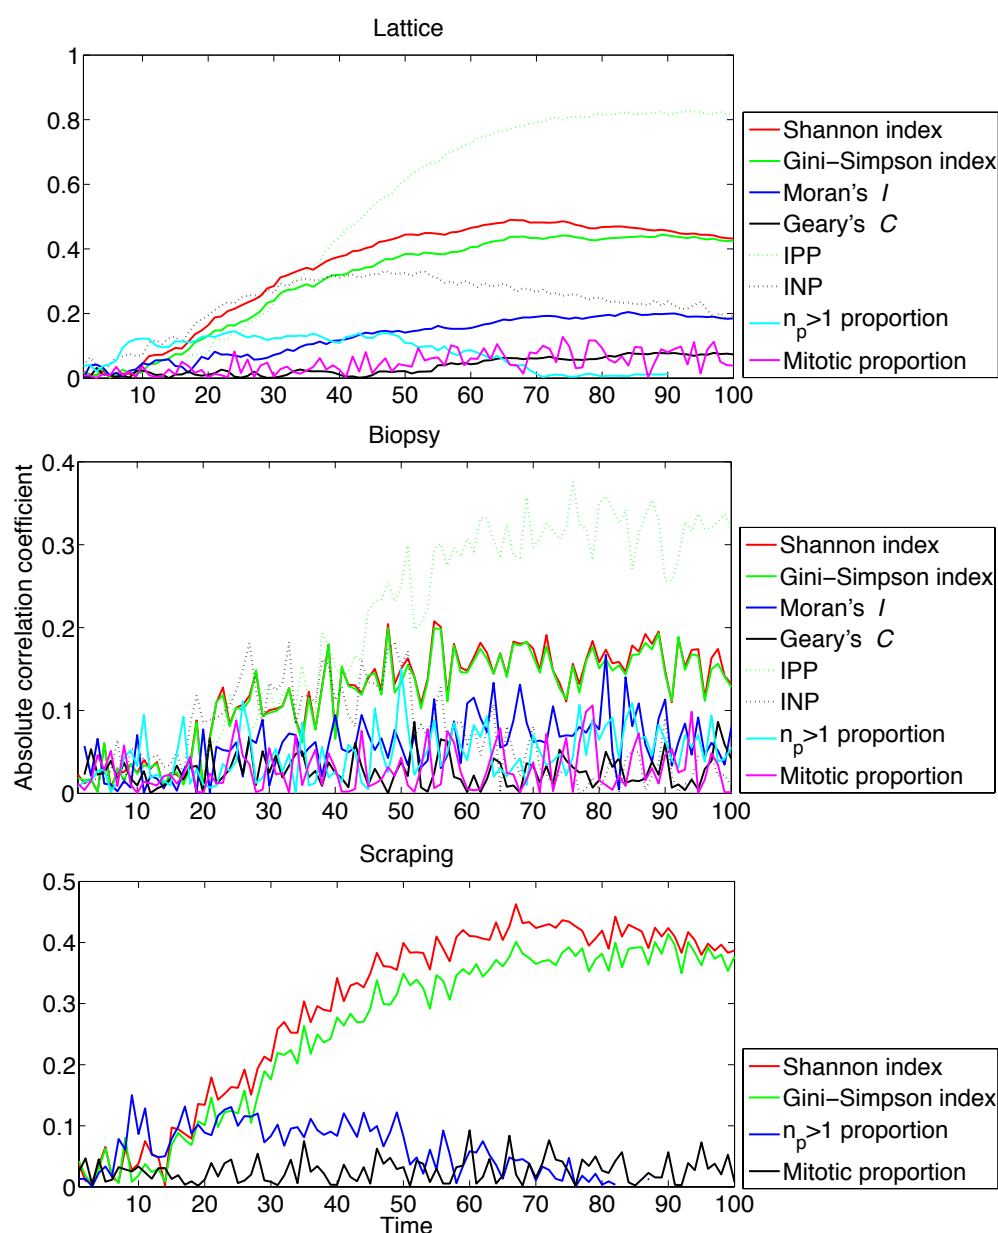 Lattice
1
0.8
0.6
0.4
0.2
0
10 20 30 40 50 60 70 80 90 100
Shannon index
Gini−Simpson index
Moran's I
Geary's C
IPP
INP
n_p>1 proportion
Mitotic proportion
Biopsy
Absolute correlation coefficient
0.4
0.3
0.2
0.1
0
0 10 20 30 40 50 60 70 80 90 100
Shannon index
Gini−Simpson index
Moran's I
Geary's C
IPP
INP
n_p>1 proportion
Mitotic proportion
Scraping
0.5
0.4
0.3
0.2
0.1
0
10 20 30 40 50 60 70 80 90 100
Time
Shannon index
Gini−Simpson index
n_p>1 proportion
Mitotic proportion